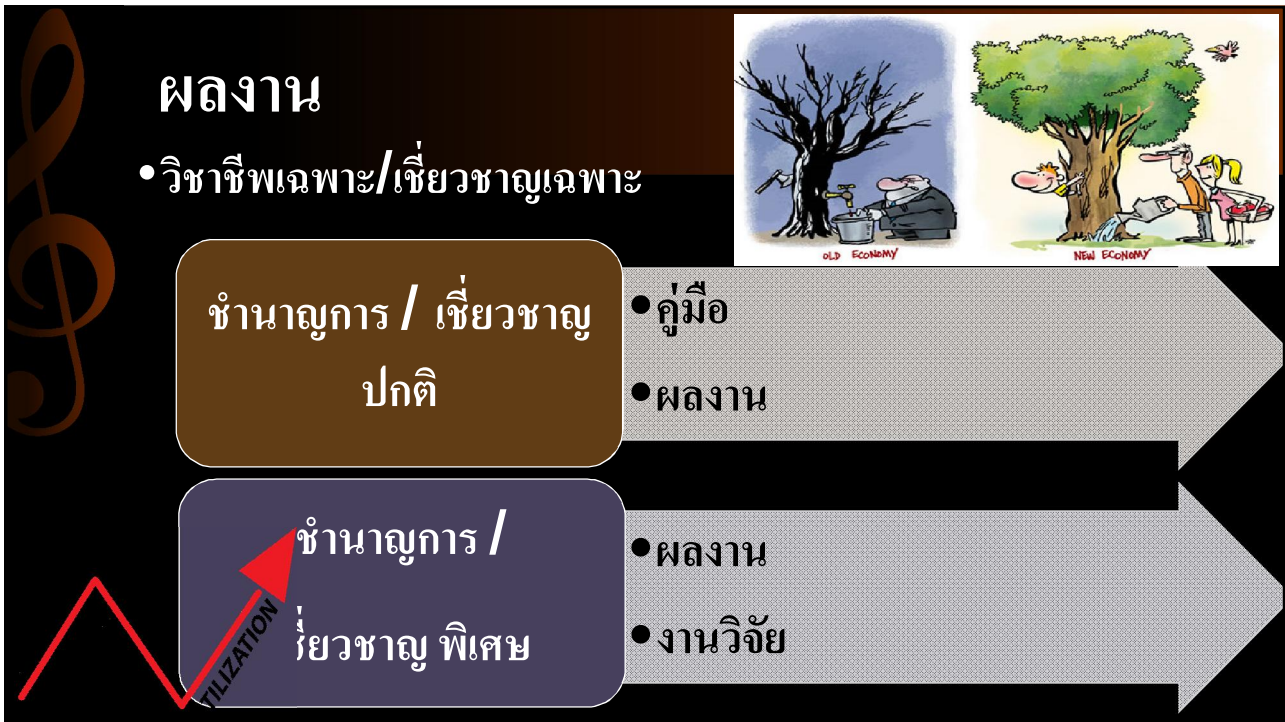 ผลงาน
•วิชาชีพเฉพาะ/เชี่ยวชาญเฉพาะ
OLD ECONOMY
NEW ECONOMY
ชำนาญการ / เชี่ยวชาญ
ปกติ
•คู่มือ
•ผลงาน
ชำนาญการ /
ชี่ยวชาญ พิเศษ
TILIZATION
•ผลงาน
•งานวิจัย